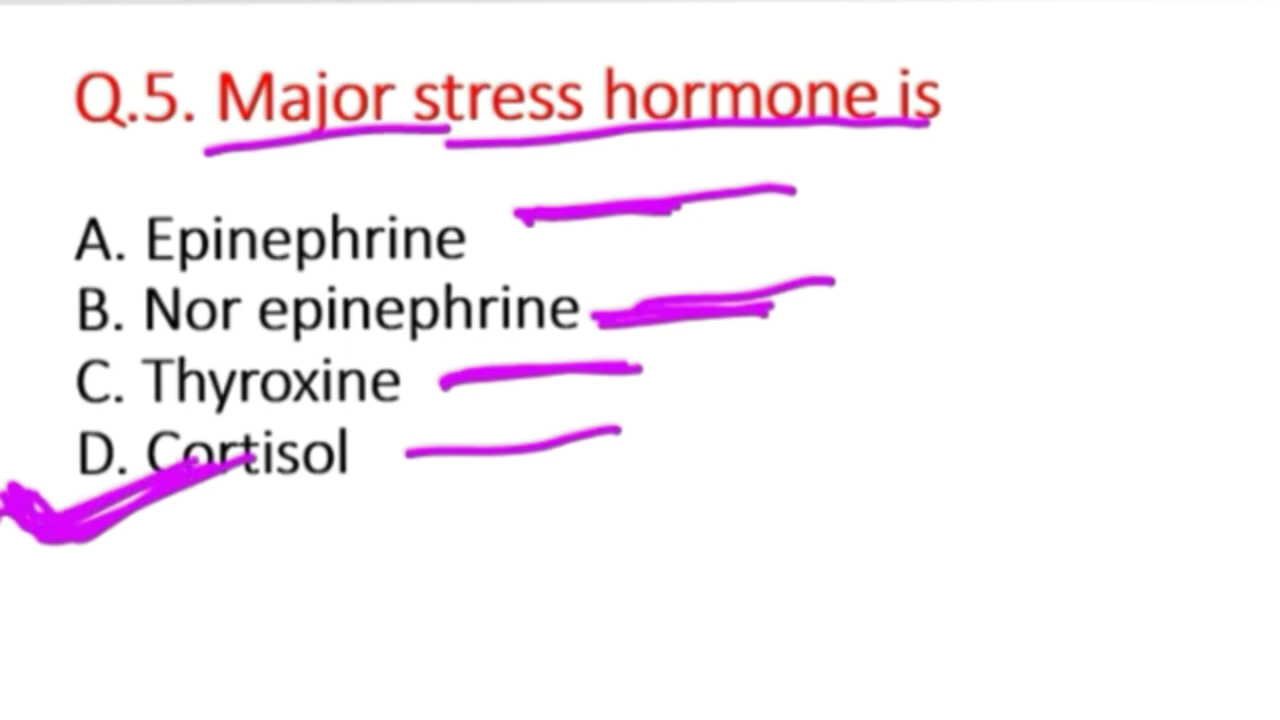 Q.5. Major stress hormone is
A. Epinephrine
B. Nor epinephrine
C. Thyroxine
D. Cortisol